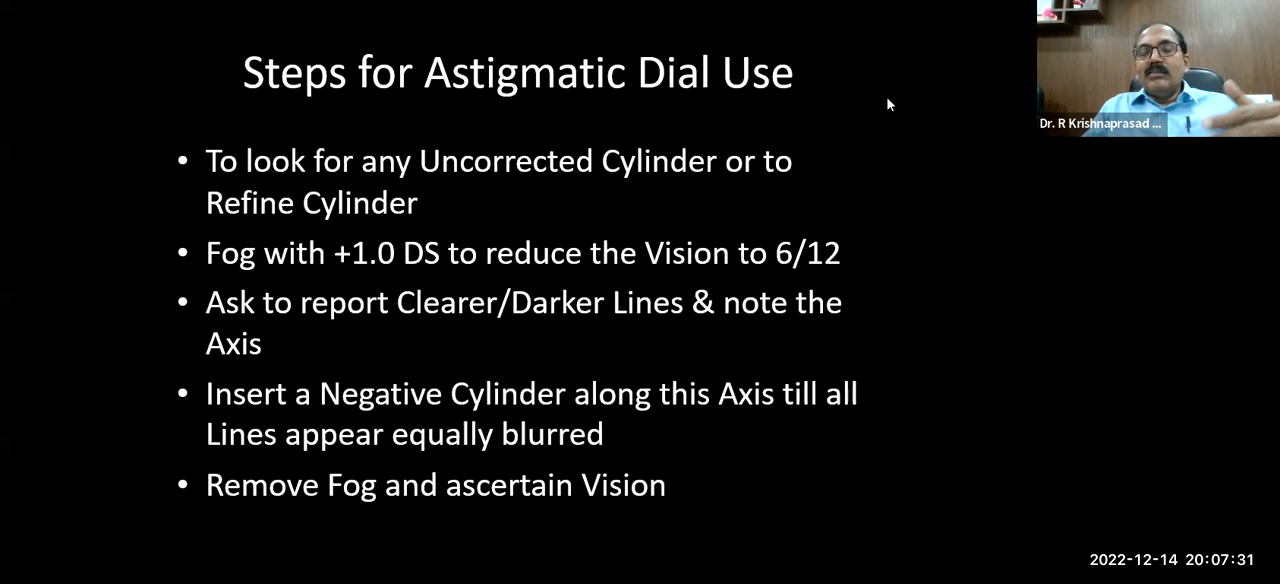 Steps for Astigmatic Dial Use
Dr. R Krishnaprasad ...
• To look for any Uncorrected Cylinder or to
Refine Cylinder
• Fog with +1.0 DS to reduce the Vision to 6/12
• Ask to report Clearer/Darker Lines & note the
Axis
• Insert a Negative Cylinder along this Axis till all
Lines appear equally blurred
• Remove Fog and ascertain Vision
2022-12-14 20:07:31